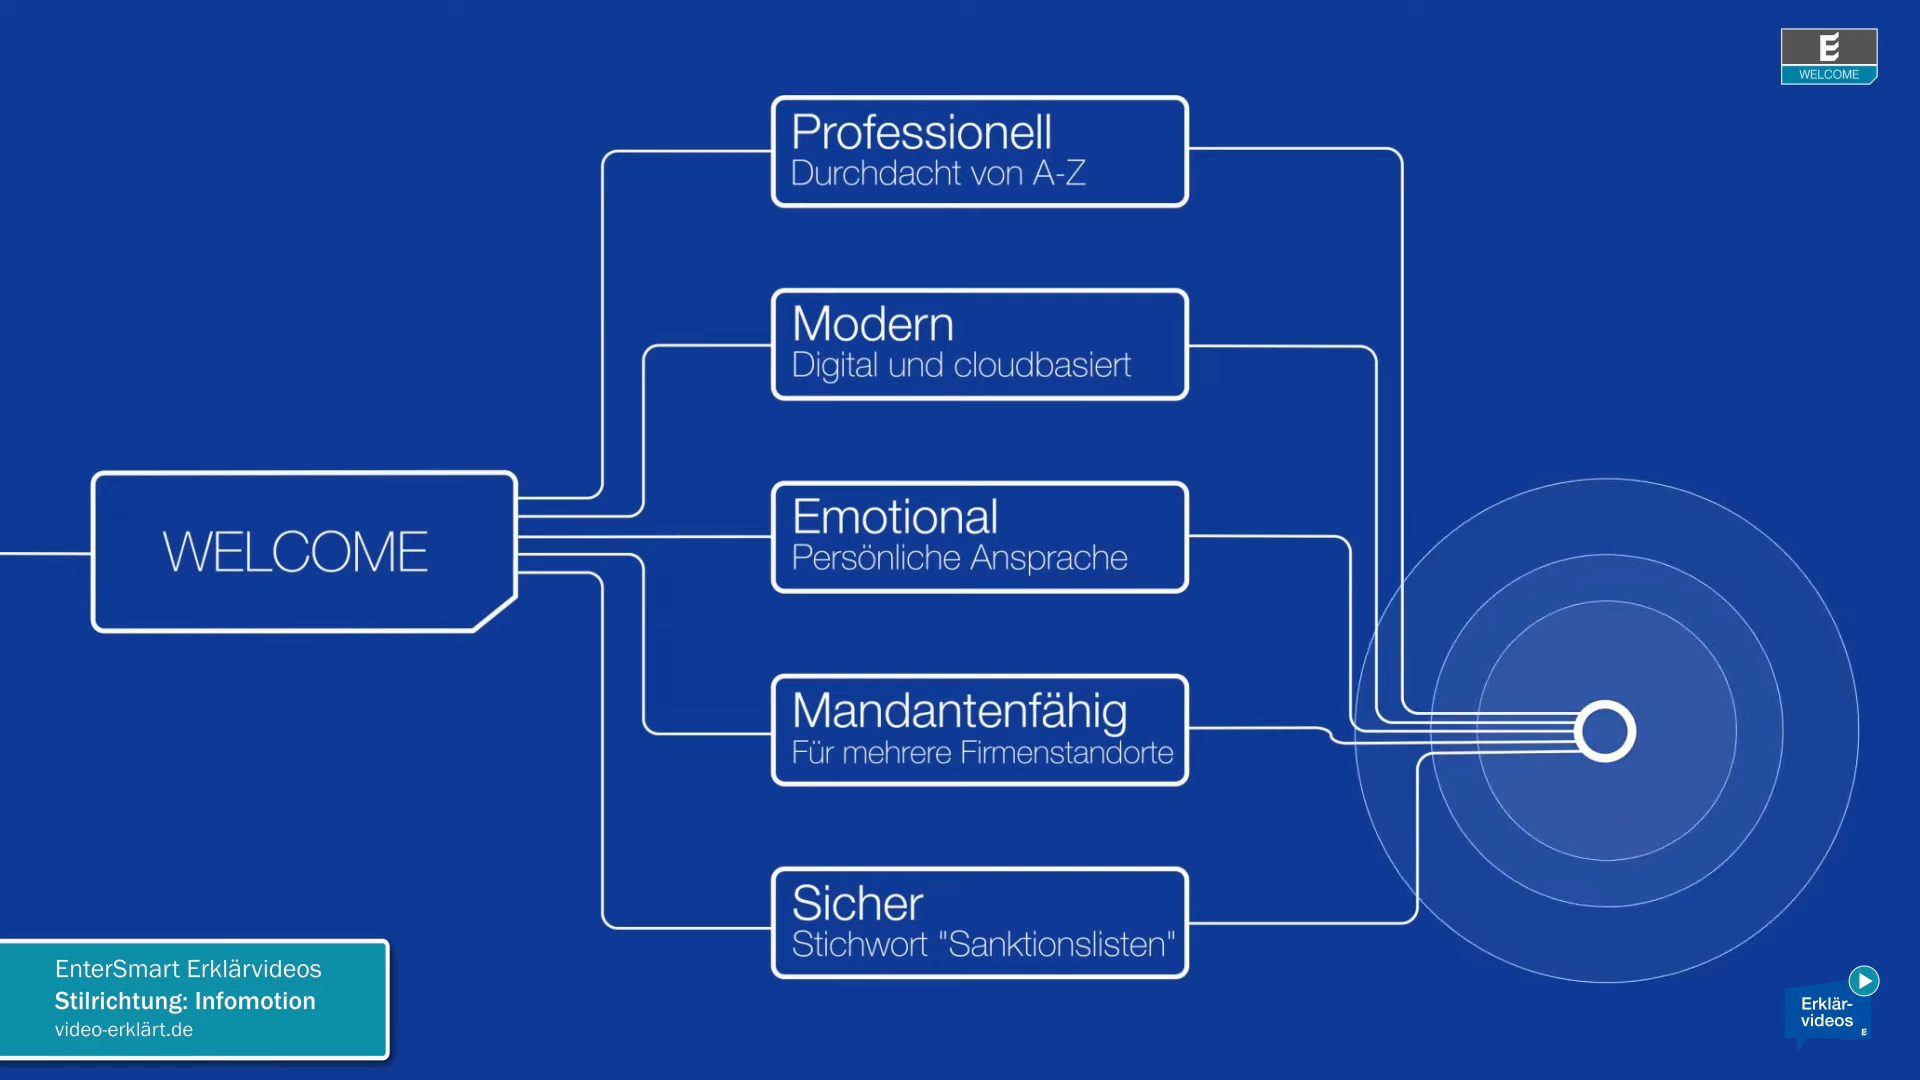 E
WELCOME
Professionell
Durchdacht von A-Z
Modern
Digital und cloudbasiert
Emotional
Persönliche Ansprache
WELCOME
Mandantenfähig
Für mehrere Firmenstandorte
Sicher
Stichwort "Sanktionslisten"
EnterSmart Erklärvideos
Stilrichtung: Infomotion
video-erklärt.de
Erklär-
videos
E